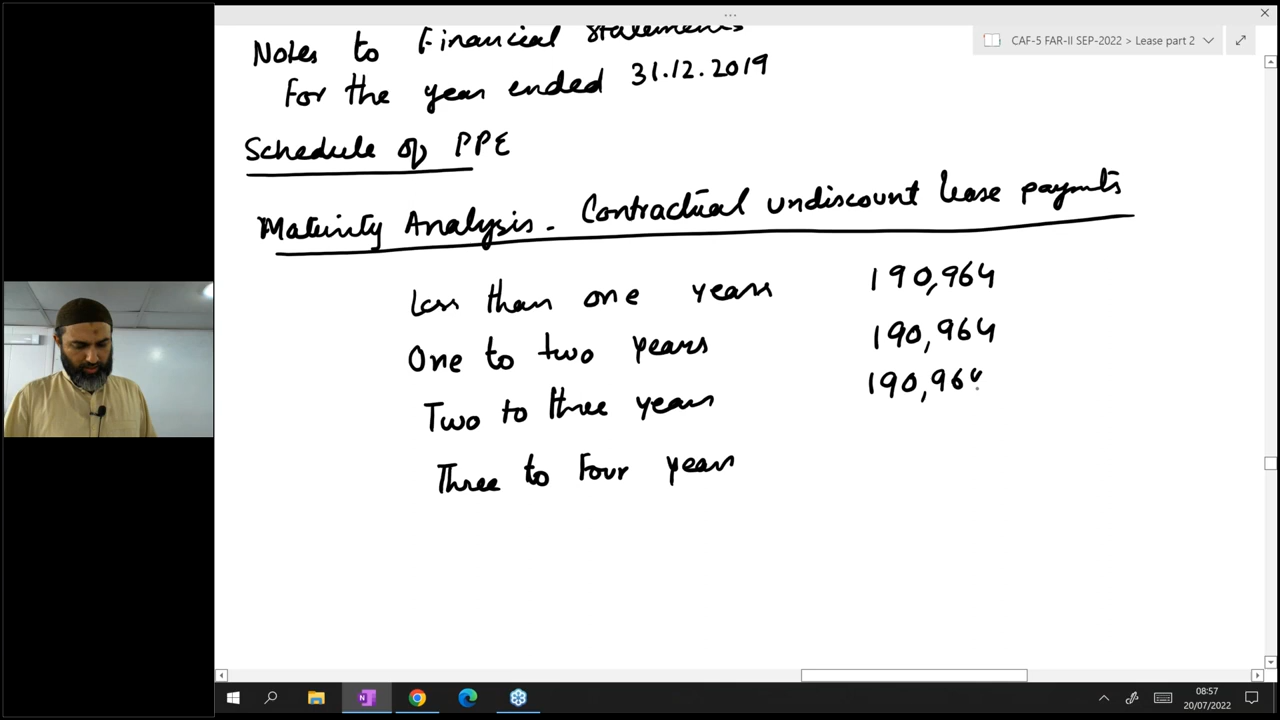 CAF-5 FAR-II SEP-2022 > Lease part 2
Notes to Financial Statements
For the year ended 31.12.2019
Schedule of PPE
Maturity Analysis. Contractual undiscount lease payments
Less than one years 190,964
One to two years 190,964
Two to three years 190,964
Three to Four years
08:57
20/07/2022